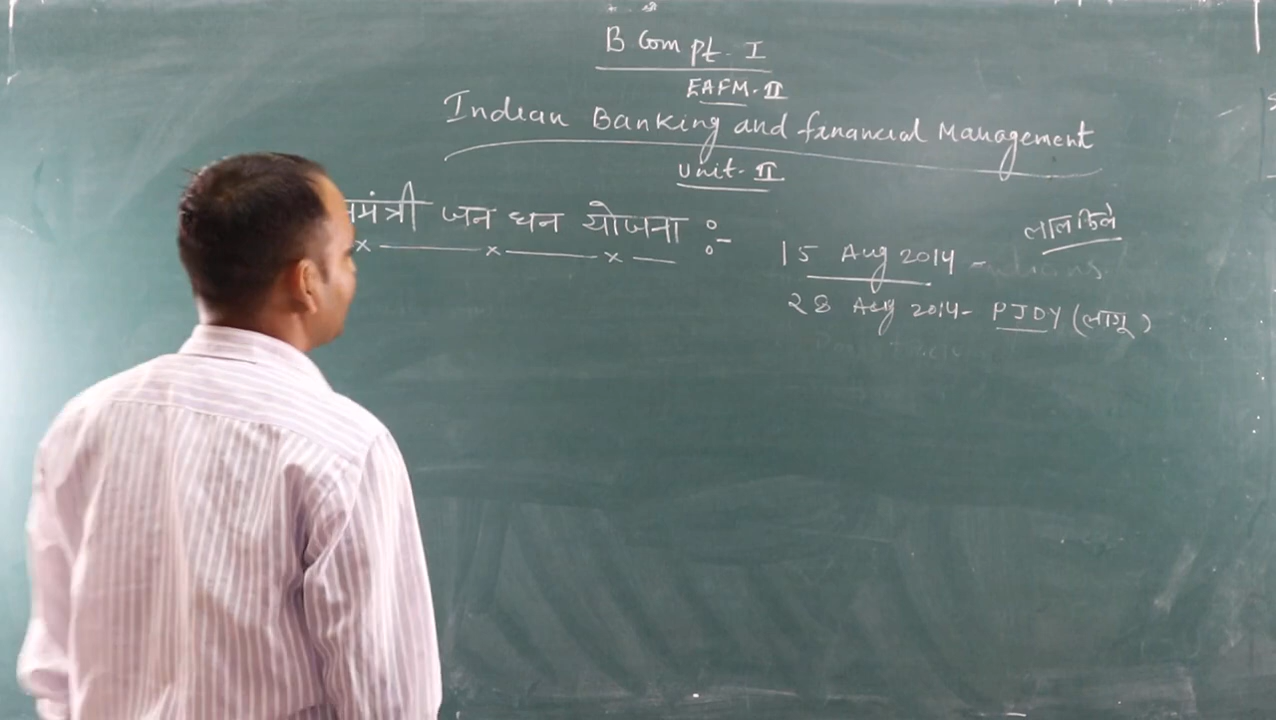 श्री
B Com pt. I
EAFM-II
Indian Banking and financial Management
Unit-II
मंत्री जन धन योजना :-
15 Aug 2014 - लाल किले
28 Aug 2014- PJDY (लागू)